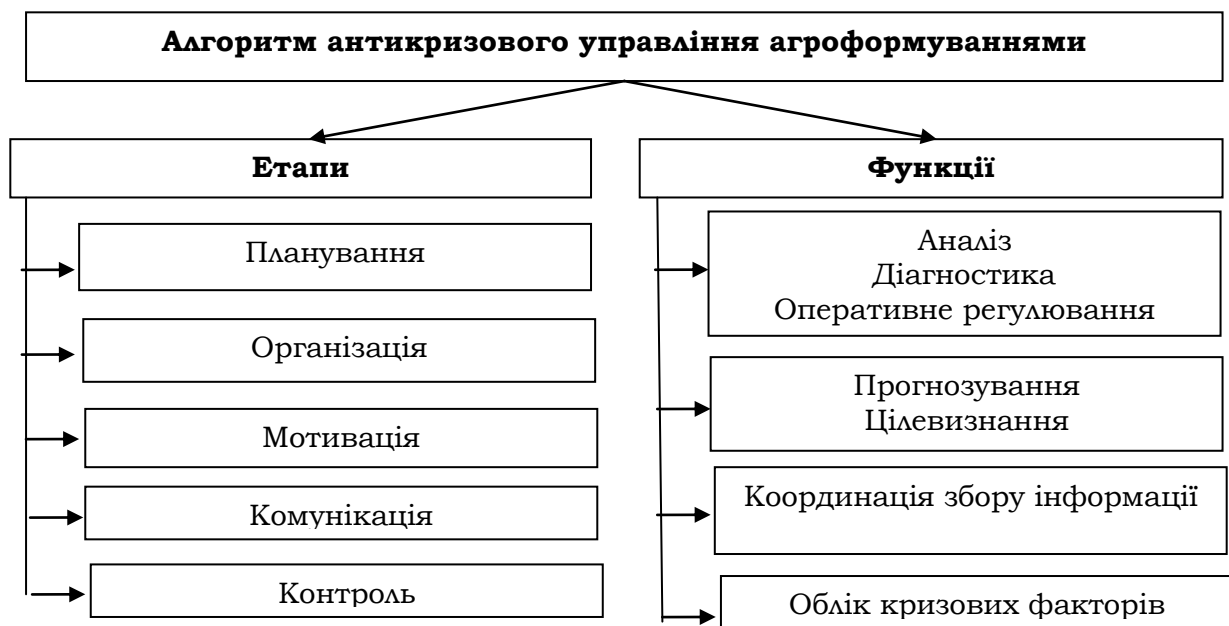 Алгоритм антикризового управління агроформуваннями
Етапи
Планування
Організація
Мотивація
Комунікація
Контроль
Функції
Аналіз
Діагностика
Оперативне регулювання
Прогнозування
Цілевизнання
Координація збору інформації
Облік кризових факторів